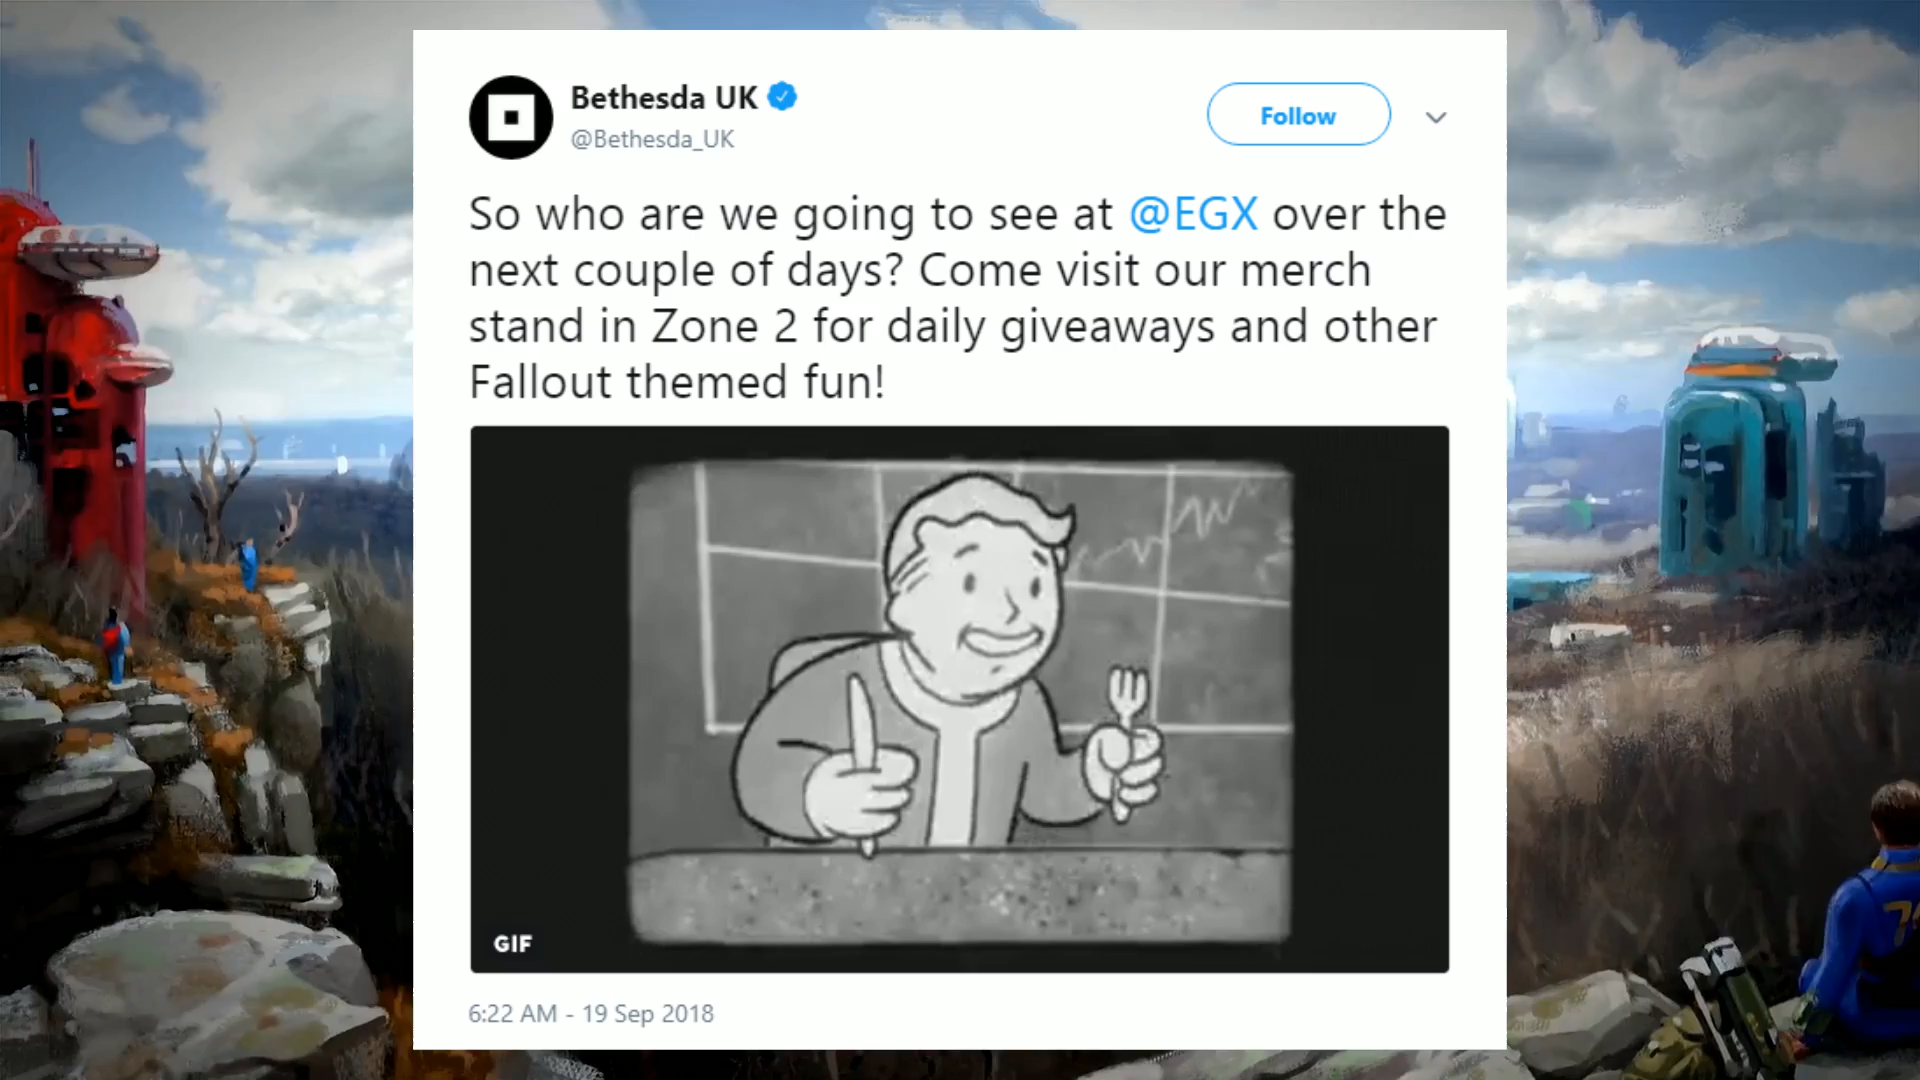 Bethesda UK
@Bethesda_UK
Follow
So who are we going to see at @EGX over the
next couple of days? Come visit our merch
stand in Zone 2 for daily giveaways and other
Fallout themed fun!
GIF
6:22 AM - 19 Sep 2018